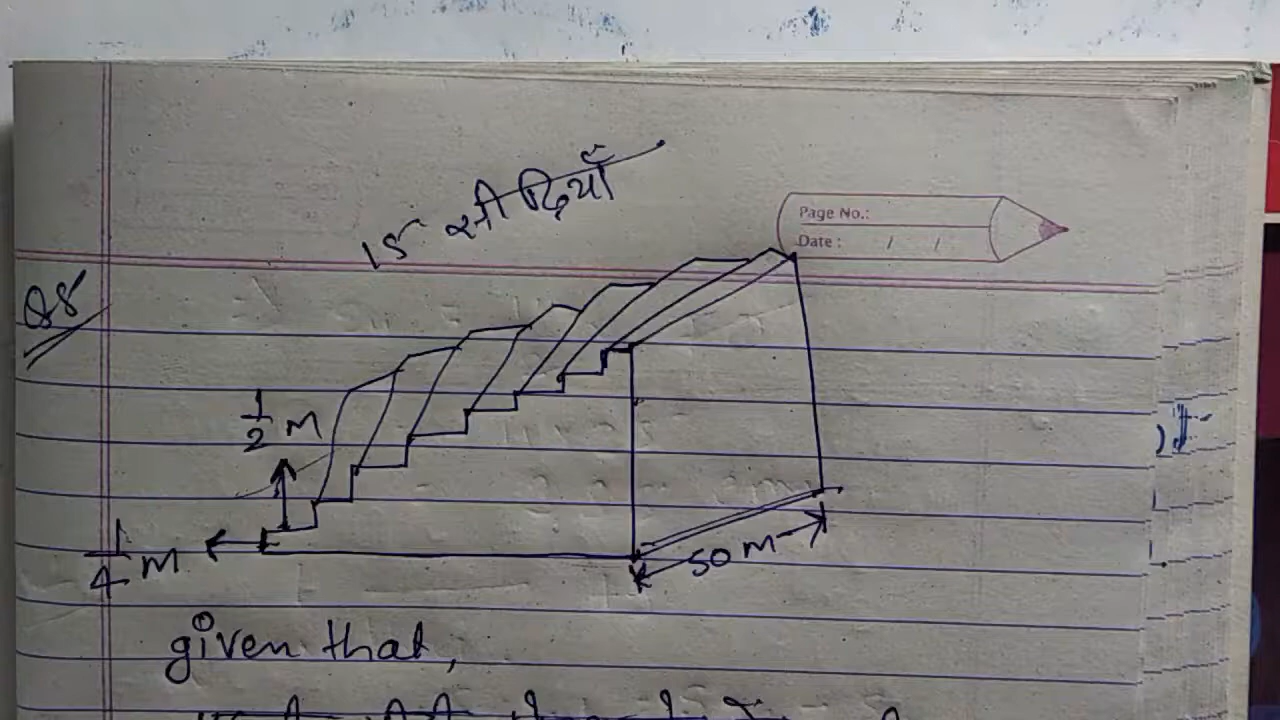 15 सीढ़ियाँ
Page No.:
Date : / /
Q8
1/2 M
1/4 M
50 M
given that,